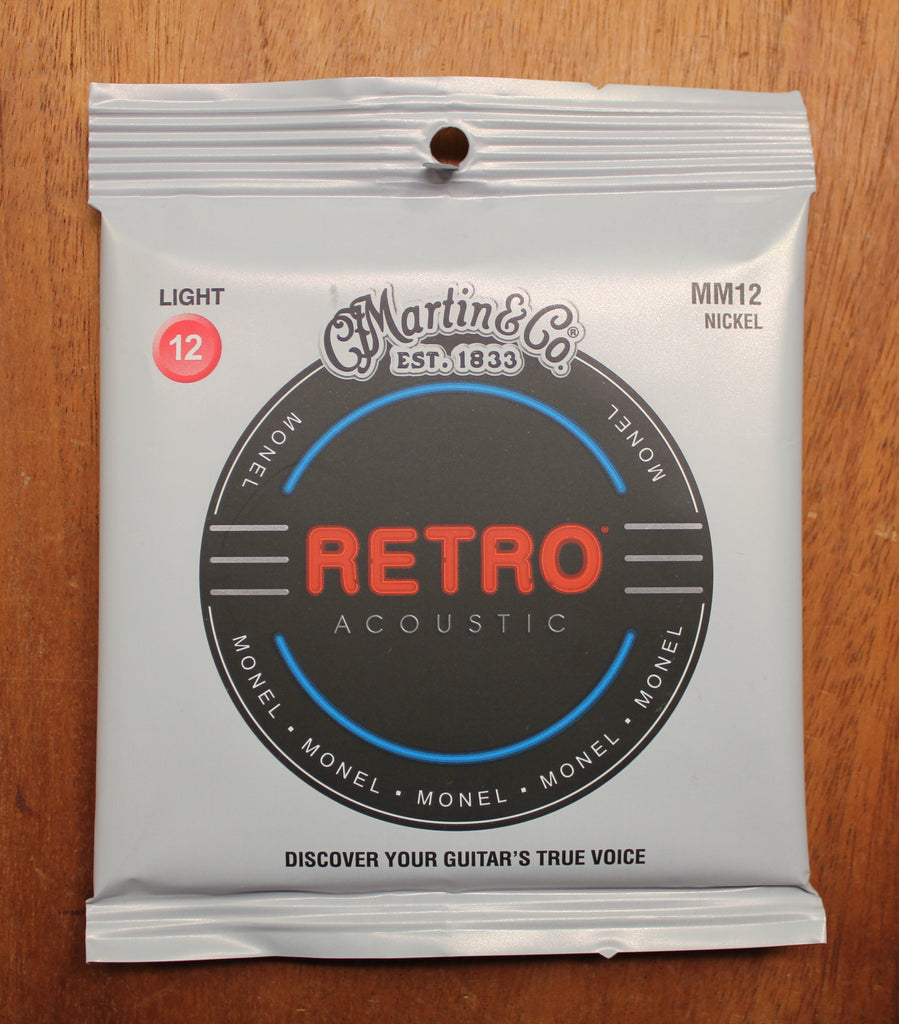 LIGHT
12
MM12
NICKEL
CF Martin & Co.®
EST. 1833
MONEL
MONEL
RETRO
ACOUSTIC
MONEL • MONEL • MONEL • MONEL • MONEL
DISCOVER YOUR GUITAR'S TRUE VOICE